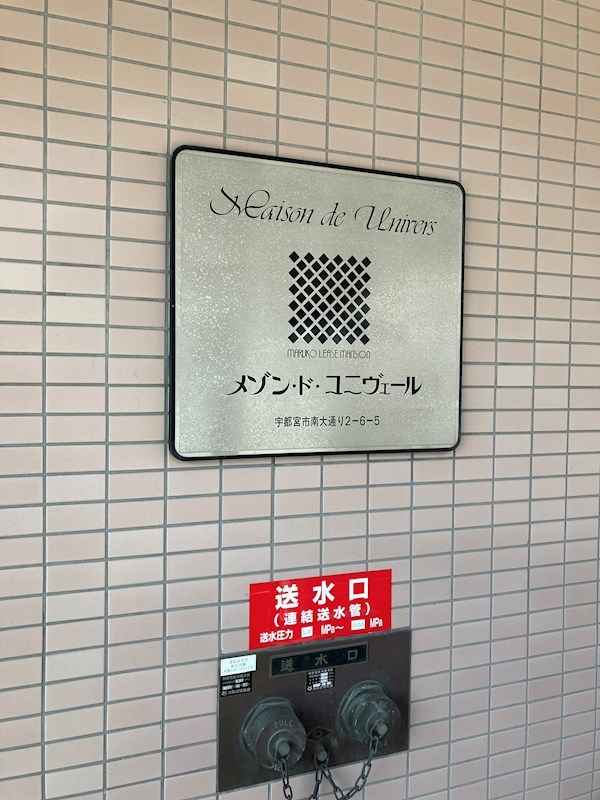 Maison de Univers
MARUKO LEASE MANSION
メゾン・ド・ユニヴェール
宇都宮市南大通り2-6-5
送水口
(連結送水管)
送水圧力 MPa～ MPa
送水口
PULL